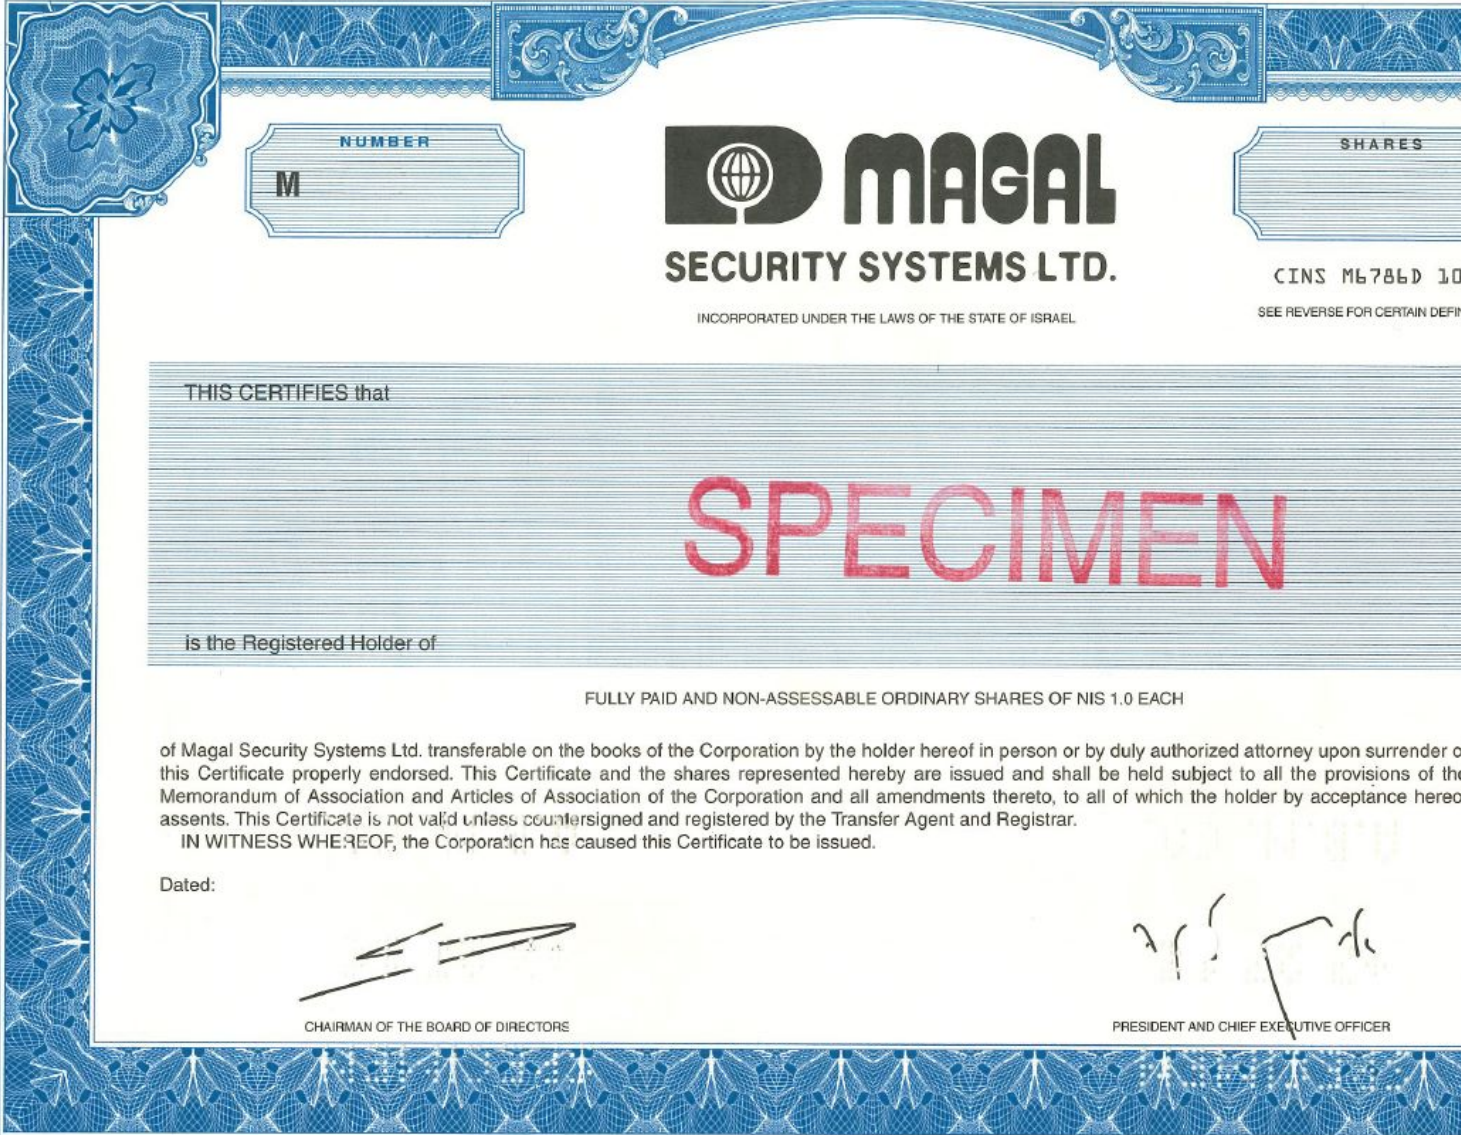 NUMBER
M
MAGAL
SECURITY SYSTEMS LTD.
INCORPORATED UNDER THE LAWS OF THE STATE OF ISRAEL
SHARES
CINS M6786D 10
SEE REVERSE FOR CERTAIN
THIS CERTIFIES that
SPECIMEN
is the Registered Holder of
FULLY PAID AND NON-ASSESSABLE ORDINARY SHARES OF NIS 1.0 EACH
of Magal Security Systems Ltd. transferable on the books of the Corporation by the holder hereof in person or by duly authorized attorney upon surrender
this Certificate properly endorsed. This Certificate and the shares represented hereby are issued and shall be held subject to all the provisions of the
Memorandum of Association and Articles of Association of the Corporation and all amendments thereto, to all of which the holder by acceptance
assents. This Certificate is not valid unless countersigned and registered by the Transfer Agent and Registrar.
IN WITNESS WHEREOF, the Corporation has caused this Certificate to be issued.
Dated:
CHAIRMAN OF THE BOARD OF DIRECTORS
PRESIDENT AND CHIEF EXECUTIVE OFFICER